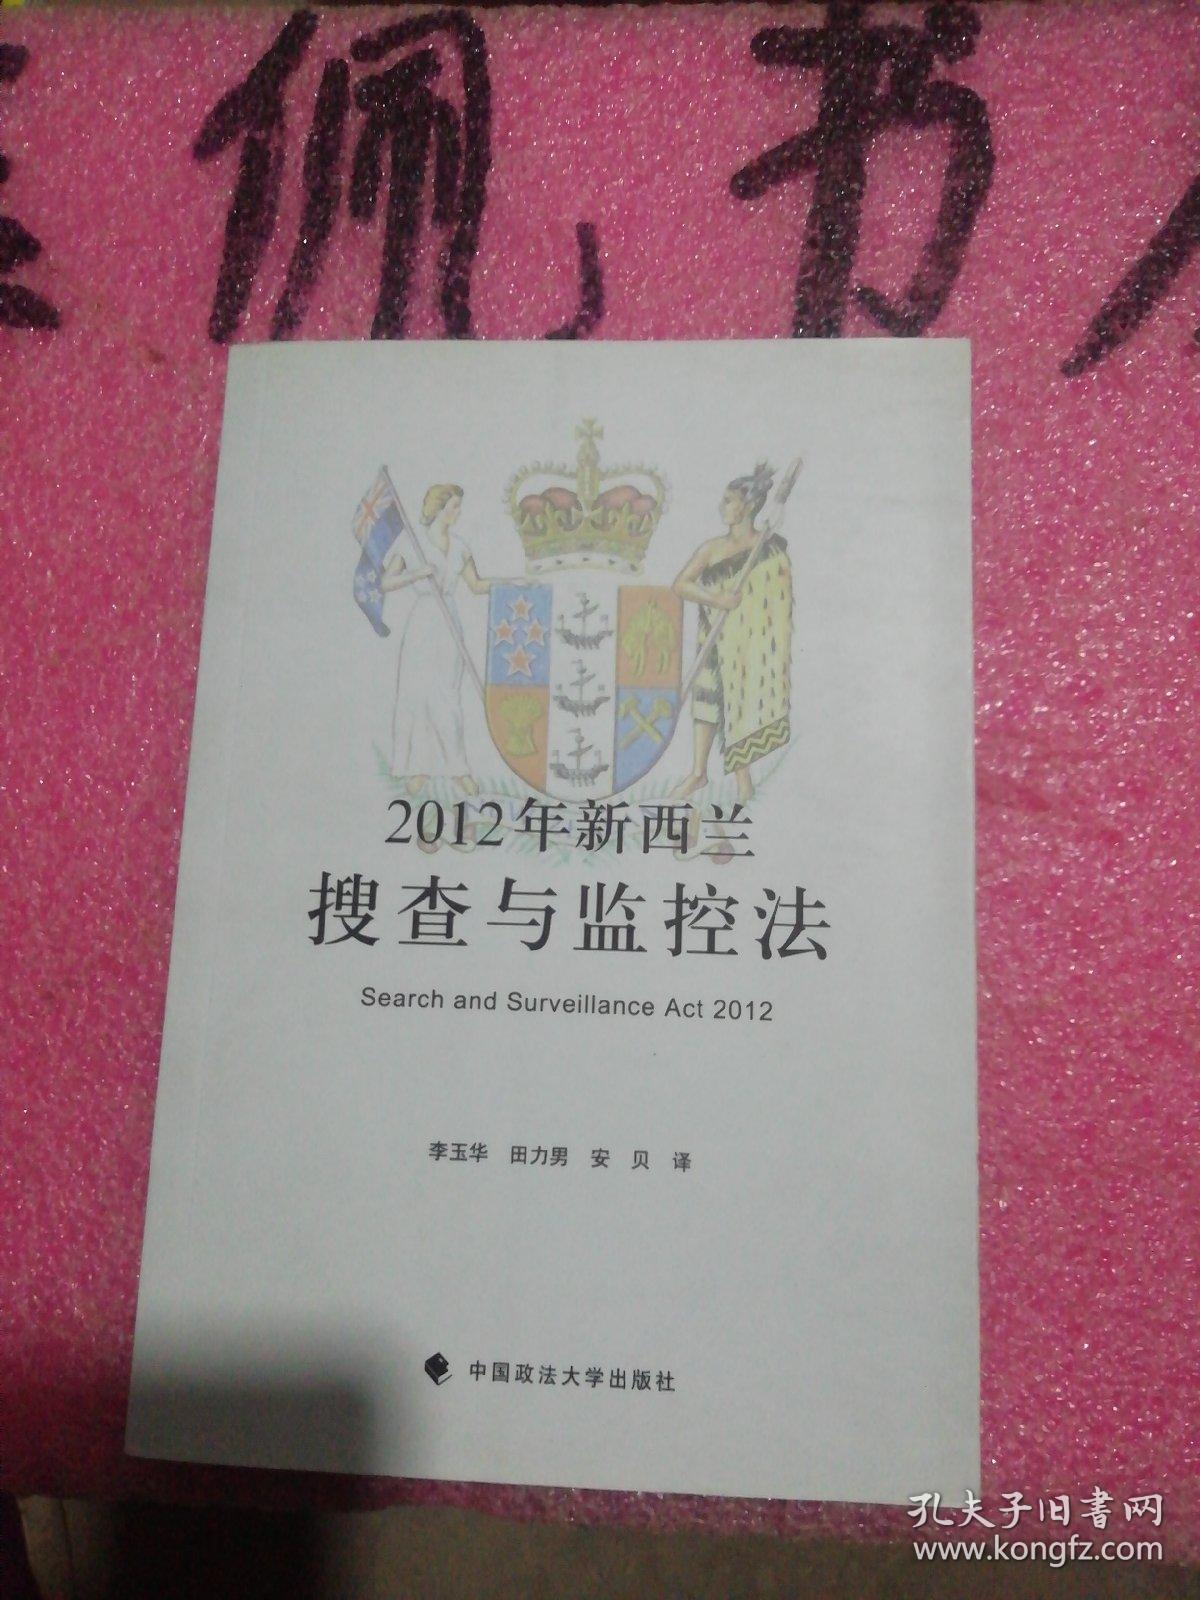 佩书
2012年新西兰
搜查与监控法
Search and Surveillance Act 2012
李玉华 田力男 安贝 译
中国政法大学出版社
孔夫子旧書网
www.kongfz.com